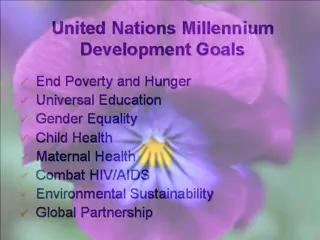 United Nations Millennium
Development Goals
End Poverty and Hunger
Universal Education
Gender Equality
Child Health
Maternal Health
Combat HIV/AIDS
Environmental Sustainability
Global Partnership